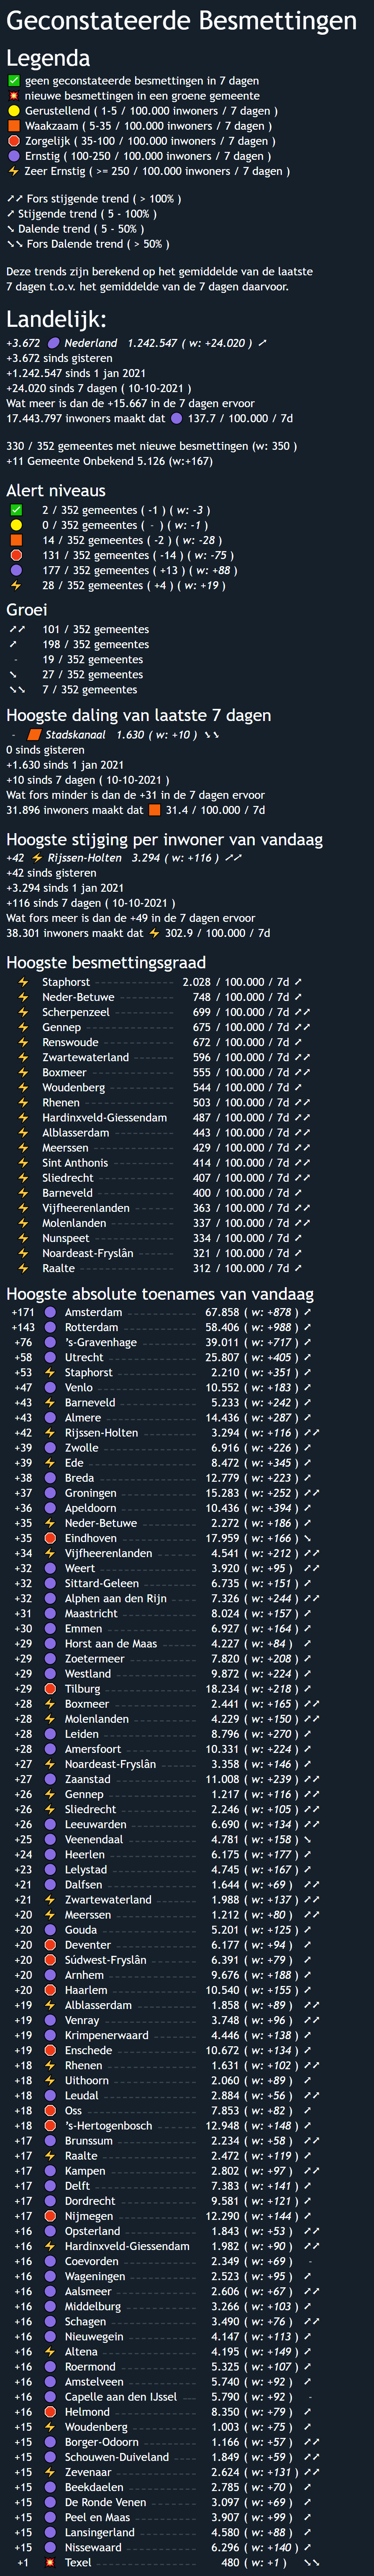 Geconstateerde Besmettingen
Legenda
✅ geen geconstateerde besmettingen in 7 dagen
💥 nieuwe besmettingen in een groene gemeente
🟡 Gerustellend ( 1-5 / 100.000 inwoners / 7 dagen )
🟧 Waakzaam ( 5-35 / 100.000 inwoners / 7 dagen )
🔴 Zorgelijk ( 35-100 / 100.000 inwoners / 7 dagen )
🟣 Ernstig ( 100-250 / 100.000 inwoners / 7 dagen )
⚡ Zeer Ernstig ( >= 250 / 100.000 inwoners / 7 dagen )
⤤⤤ Fors stijgende trend ( > 100% )
⤤ Stijgende trend ( 5 - 100% )
⤥ Dalende trend ( 5 - 50% )
⤥⤥ Fors Dalende trend ( > 50% )
Deze trends zijn berekend op het gemiddelde van de laatste
7 dagen t.o.v. het gemiddelde van de 7 dagen daarvoor.
Landelijk:
+3.672 🟣 Nederland 1.242.547 ( w: +24.020 ) ⤤
+3.672 sinds gisteren
+1.242.547 sinds 1 jan 2021
+24.020 sinds 7 dagen ( 10-10-2021 )
Wat meer is dan de +15.667 in de 7 dagen ervoor
17.443.797 inwoners maakt dat 🟣 137.7 / 100.000 / 7d
330 / 352 gemeentes met nieuwe besmettingen (w: 350 )
+11 Gemeente Onbekend 5.126 (w:+167)
Alert niveaus
✅ 2 / 352 gemeentes ( -1 ) ( w: -3 )
🟡 0 / 352 gemeentes ( - ) ( w: -1 )
🟧 14 / 352 gemeentes ( -2 ) ( w: -28 )
🔴 131 / 352 gemeentes ( -14 ) ( w: -75 )
🟣 177 / 352 gemeentes ( +13 ) ( w: +88 )
⚡ 28 / 352 gemeentes ( +4 ) ( w: +19 )
Groei
⤤⤤ 101 / 352 gemeentes
⤤ 198 / 352 gemeentes
- 19 / 352 gemeentes
⤥ 27 / 352 gemeentes
⤥⤥ 7 / 352 gemeentes
Hoogste daling van laatste 7 dagen
- 🟧 Stadskanaal 1.630 ( w: +10 ) ⤥⤥
0 sinds gisteren
+1.630 sinds 1 jan 2021
+10 sinds 7 dagen ( 10-10-2021 )
Wat fors minder is dan de +31 in de 7 dagen ervoor
31.896 inwoners maakt dat 🟧 31.4 / 100.000 / 7d
Hoogste stijging per inwoner van vandaag
+42 ⚡ Rijssen-Holten 3.294 ( w: +116 ) ⤤⤤
+42 sinds gisteren
+3.294 sinds 1 jan 2021
+116 sinds 7 dagen ( 10-10-2021 )
Wat fors meer is dan de +49 in de 7 dagen ervoor
38.301 inwoners maakt dat ⚡ 302.9 / 100.000 / 7d
Hoogste besmettingsgraad
⚡ Staphorst 2.028 / 100.000 / 7d ⤤
⚡ Neder-Betuwe 748 / 100.000 / 7d ⤤
⚡ Scherpenzeel 699 / 100.000 / 7d ⤤⤤
⚡ Gennep 675 / 100.000 / 7d ⤤⤤
⚡ Renswoude 672 / 100.000 / 7d ⤤
⚡ Zwartewaterland 596 / 100.000 / 7d ⤤⤤
⚡ Boxmeer 555 / 100.000 / 7d ⤤⤤
⚡ Woudenberg 544 / 100.000 / 7d ⤤
⚡ Rhenen 503 / 100.000 / 7d ⤤⤤
⚡ Hardinxveld-Giessendam 487 / 100.000 / 7d ⤤⤤
⚡ Alblasserdam 443 / 100.000 / 7d ⤤⤤
⚡ Meerssen 429 / 100.000 / 7d ⤤⤤
⚡ Sint Anthonis 414 / 100.000 / 7d ⤤⤤
⚡ Sliedrecht 407 / 100.000 / 7d ⤤⤤
⚡ Barneveld 400 / 100.000 / 7d ⤤
⚡ Vijfheerenlanden 363 / 100.000 / 7d ⤤⤤
⚡ Molenlanden 337 / 100.000 / 7d ⤤⤤
⚡ Nunspeet 334 / 100.000 / 7d ⤤
⚡ Noardeast-Fryslân 321 / 100.000 / 7d ⤤
⚡ Raalte 312 / 100.000 / 7d ⤤
Hoogste absolute toenames van vandaag
+171 🟣 Amsterdam 67.858 ( w: +878 ) ⤤
+143 🟣 Rotterdam 58.406 ( w: +988 ) ⤤
+76 🟣 's-Gravenhage 39.011 ( w: +717 ) ⤤
+58 🟣 Utrecht 25.807 ( w: +405 ) ⤤
+53 ⚡ Staphorst 2.210 ( w: +351 ) ⤤
+47 🟣 Venlo 10.552 ( w: +183 ) ⤤
+43 ⚡ Barneveld 5.233 ( w: +242 ) ⤤
+43 🟣 Almere 14.436 ( w: +287 ) ⤤
+42 ⚡ Rijssen-Holten 3.294 ( w: +116 ) ⤤⤤
+39 🟣 Zwolle 6.916 ( w: +226 ) ⤤
+39 ⚡ Ede 8.472 ( w: +345 ) ⤤
+38 🟣 Breda 12.779 ( w: +223 ) ⤤
+37 🟣 Groningen 15.283 ( w: +252 ) ⤤⤤
+36 🟣 Apeldoorn 10.436 ( w: +394 ) ⤤
+35 ⚡ Neder-Betuwe 2.272 ( w: +186 ) ⤤
+35 🔴 Eindhoven 17.959 ( w: +166 ) ⤥
+34 ⚡ Vijfheerenlanden 4.541 ( w: +212 ) ⤤⤤
+32 🟣 Weert 3.920 ( w: +95 ) ⤤⤤
+32 🟣 Sittard-Geleen 6.735 ( w: +151 ) ⤤
+32 🟣 Alphen aan den Rijn 7.326 ( w: +244 ) ⤤⤤
+31 🟣 Maastricht 8.024 ( w: +157 ) ⤤
+30 🟣 Emmen 6.927 ( w: +164 ) ⤤
+29 🟣 Horst aan de Maas 4.227 ( w: +84 ) ⤤
+29 🟣 Zoetermeer 7.820 ( w: +208 ) ⤤
+29 🟣 Westland 9.872 ( w: +224 ) ⤤
+29 🔴 Tilburg 18.234 ( w: +218 ) ⤤
+28 ⚡ Boxmeer 2.441 ( w: +165 ) ⤤⤤
+28 ⚡ Molenlanden 4.229 ( w: +150 ) ⤤⤤
+28 🟣 Leiden 8.796 ( w: +270 ) ⤤
+28 🟣 Amersfoort 10.331 ( w: +224 ) ⤤
+27 ⚡ Noardeast-Fryslân 3.358 ( w: +146 ) ⤤
+27 🟣 Zaanstad 11.008 ( w: +239 ) ⤤⤤
+26 ⚡ Gennep 1.217 ( w: +116 ) ⤤⤤
+26 ⚡ Sliedrecht 2.246 ( w: +105 ) ⤤⤤
+26 🟣 Leeuwarden 6.690 ( w: +134 ) ⤤⤤
+25 🟣 Veenendaal 4.781 ( w: +158 ) ⤥
+24 🟣 Heerlen 6.175 ( w: +177 ) ⤤
+23 🟣 Lelystad 4.745 ( w: +167 ) ⤤
+21 🟣 Dalfsen 1.644 ( w: +69 ) ⤤⤤
+21 ⚡ Zwartewaterland 1.988 ( w: +137 ) ⤤⤤
+20 ⚡ Meerssen 1.212 ( w: +80 ) ⤤⤤
+20 🟣 Gouda 5.201 ( w: +125 ) ⤤
+20 🔴 Deventer 6.177 ( w: +94 ) ⤤
+20 🔴 Súdwest-Fryslân 6.391 ( w: +79 ) ⤤
+20 🟣 Arnhem 9.676 ( w: +188 ) ⤤
+20 🔴 Haarlem 10.540 ( w: +155 ) ⤤
+19 ⚡ Alblasserdam 1.858 ( w: +89 ) ⤤⤤
+19 🟣 Venray 3.748 ( w: +96 ) ⤤⤤
+19 🟣 Krimpenerwaard 4.446 ( w: +138 ) ⤤
+19 🔴 Enschede 10.672 ( w: +134 ) ⤤
+18 ⚡ Rhenen 1.631 ( w: +102 ) ⤤⤤
+18 ⚡ Uithoorn 2.060 ( w: +89 ) ⤤
+18 🟣 Leudal 2.884 ( w: +56 ) ⤤⤤
+18 🔴 Oss 7.853 ( w: +82 ) ⤤
+18 🔴 's-Hertogenbosch 12.948 ( w: +148 ) ⤤
+17 🟣 Brunssum 2.234 ( w: +58 ) ⤤⤤
+17 ⚡ Raalte 2.472 ( w: +119 ) ⤤
+17 🟣 Kampen 2.802 ( w: +97 ) ⤤⤤
+17 🟣 Delft 7.383 ( w: +141 ) ⤤
+17 🟣 Dordrecht 9.581 ( w: +121 ) ⤤
+17 🔴 Nijmegen 12.290 ( w: +144 ) ⤤
+16 🟣 Opsterland 1.843 ( w: +53 ) ⤤⤤
+16 ⚡ Hardinxveld-Giessendam 1.982 ( w: +90 ) ⤤⤤
+16 🟣 Coevorden 2.349 ( w: +69 ) -
+16 🟣 Wageningen 2.523 ( w: +95 ) ⤤
+16 🟣 Aalsmeer 2.606 ( w: +67 ) ⤤⤤
+16 🟣 Middelburg 3.266 ( w: +103 ) ⤤
+16 🟣 Schagen 3.490 ( w: +76 ) ⤤⤤
+16 🟣 Nieuwegein 4.147 ( w: +113 ) ⤤
+16 ⚡ Altena 4.195 ( w: +149 ) ⤤
+16 🟣 Roermond 5.325 ( w: +107 ) ⤤
+16 🟣 Amstelveen 5.740 ( w: +92 ) ⤤
+16 🟣 Capelle aan den IJssel 5.790 ( w: +92 ) -
+16 🔴 Helmond 8.350 ( w: +79 ) ⤤
+15 ⚡ Woudenberg 1.003 ( w: +75 ) ⤤
+15 🟣 Borger-Odoorn 1.166 ( w: +57 ) ⤤⤤
+15 🟣 Schouwen-Duiveland 1.849 ( w: +59 ) ⤤⤤
+15 ⚡ Zevenaar 2.624 ( w: +131 ) ⤤⤤
+15 🟣 Beekdaelen 2.785 ( w: +70 ) ⤤
+15 🟣 De Ronde Venen 3.097 ( w: +69 ) ⤤
+15 🟣 Peel en Maas 3.907 ( w: +99 ) ⤤
+15 🟣 Lansingerland 4.580 ( w: +88 ) ⤤
+15 🟣 Nissewaard 6.296 ( w: +140 ) ⤤
+1 💥 Texel 480 ( w: +1 ) ⤥⤥